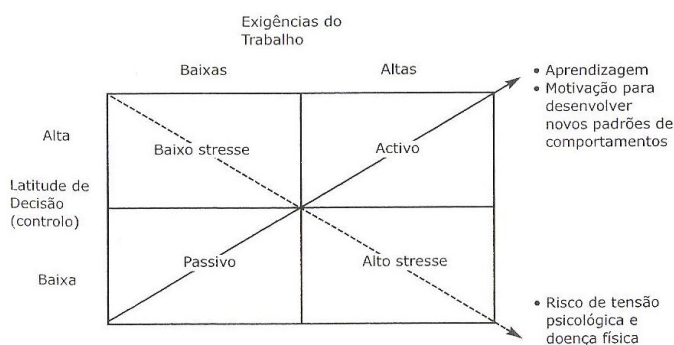 Exigências do
Trabalho
Baixas
Altas
• Aprendizagem
• Motivação para
desenvolver
novos padrões de
comportamentos
Alta
Baixo stresse
Activo
Latitude de
Decisão
(controlo)
Passivo
Alto stresse
Baixa
• Risco de tensão
psicológica e
doença física